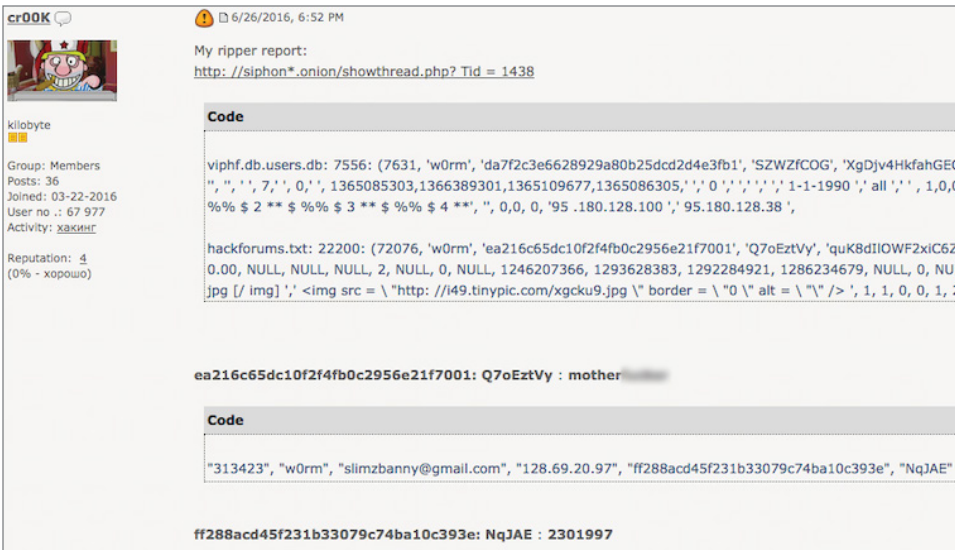 cr00K
6/26/2016, 6:52 PM
My ripper report:
http: //siphon*.onion/showthread.php? Tid = 1438
kilobyte
Group: Members
Posts: 36
Joined: 03-22-2016
User no .: 67 977
Activity: хакинг
Reputation: 4
(0% - хорошо)
Code
viphf.db.users.db: 7556: (7631, 'w0rm', 'da7f2c3e6628929a80b25dcd2d4e3fb1', 'SZWZfCOG', 'XgDjv4HkfahGE
'', '', ' ', 7,' ', 0,' ', 1365085303,1366389301,1365109677,1365086305,' ',' 0 ',' ',' ',' ',' 1-1-1990 ',' all ',' ' , 1,0,
%% $ 2 ** $ %% $ 3 ** $ %% $ 4 **', '', 0,0, 0, '95 .180.128.100 ',' 95.180.128.38 ',
hackforums.txt: 22200: (72076, 'w0rm', 'ea216c65dc10f2f4fb0c2956e21f7001', 'Q7oEztVy', 'quK8dIlOWF2xiC6Z
0.00, NULL, NULL, NULL, 2, NULL, 0, NULL, 1246207366, 1293628383, 1292284921, 1286234679, NULL, 0, NU
jpg [/ img] ',' <img src = \ "http: //i49.tinypic.com/xgcku9.jpg \" border = \ "0 \" alt = \ "\" /> ', 1, 1, 0, 0, 1,
ea216c65dc10f2f4fb0c2956e21f7001: Q7oEztVy : mother
Code
"313423", "w0rm", "slimzbanny@gmail.com", "128.69.20.97", "ff288acd45f231b33079c74ba10c393e", "NqJAE"
ff288acd45f231b33079c74ba10c393e: NqJAE : 2301997